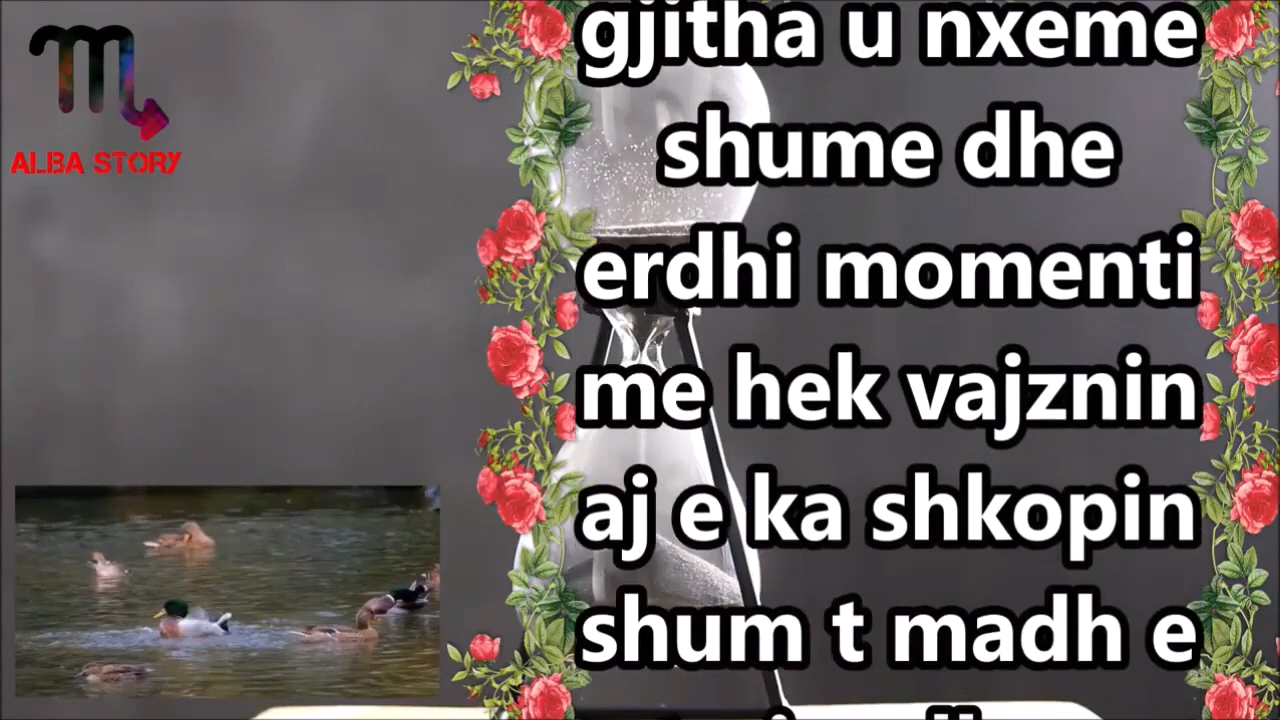 ALBA STORY
gjitha u nxeme
shume dhe
erdhi momenti
me hek vajznin
aj e ka shkopin
shum t madh e